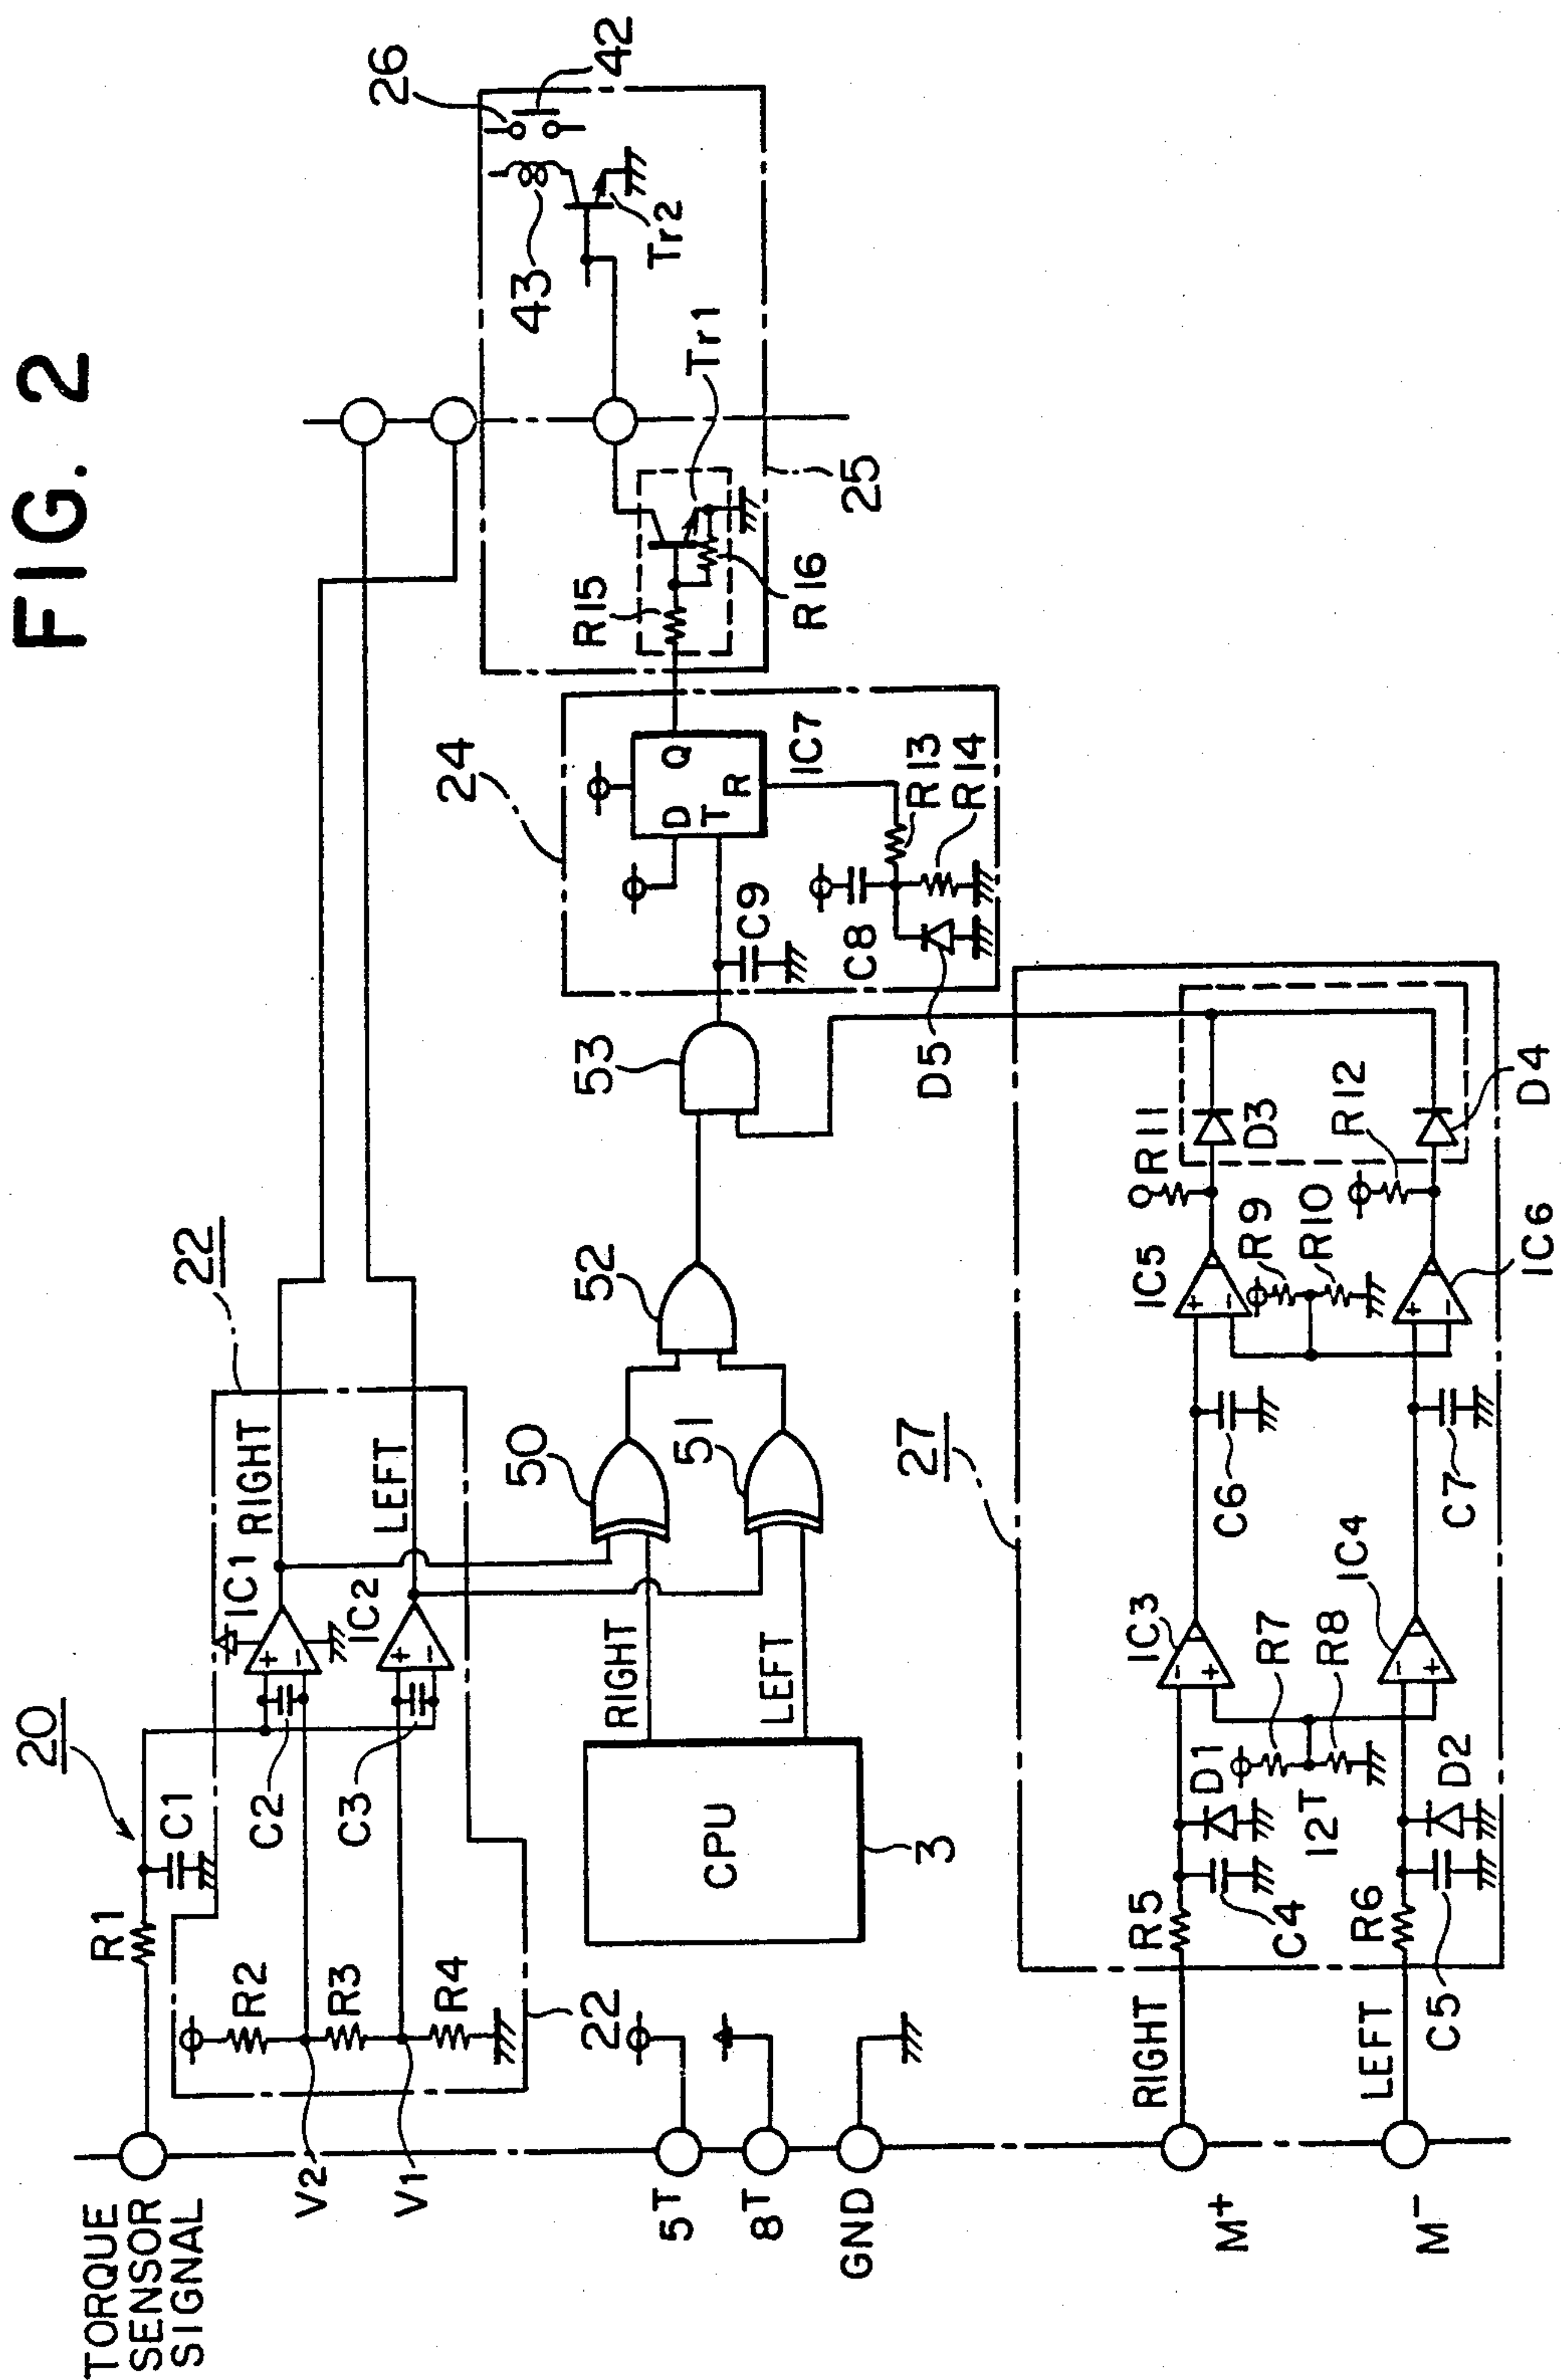 FIG. 2
TORQUE
SENSOR
SIGNAL
R1
C1
20
22
V2
V1
R2
R3
R4
22
C2
C3
+
-
IC1
+
-
IC2
RIGHT
LEFT
5T
8T
GND
CPU
3
RIGHT
LEFT
50
51
52
53
24
C9
D
T
Q
R
IC7
C8
R13
R14
D5
25
R15
R16
Tr1
Tr2
43
26
42
27
M+
M-
RIGHT
LEFT
R5
R6
C4
C5
D1
D2
12T
R7
R8
-
+
IC3
-
+
IC4
C6
C7
+
-
IC5
+
-
IC6
R9
R10
R11
R12
D3
D4